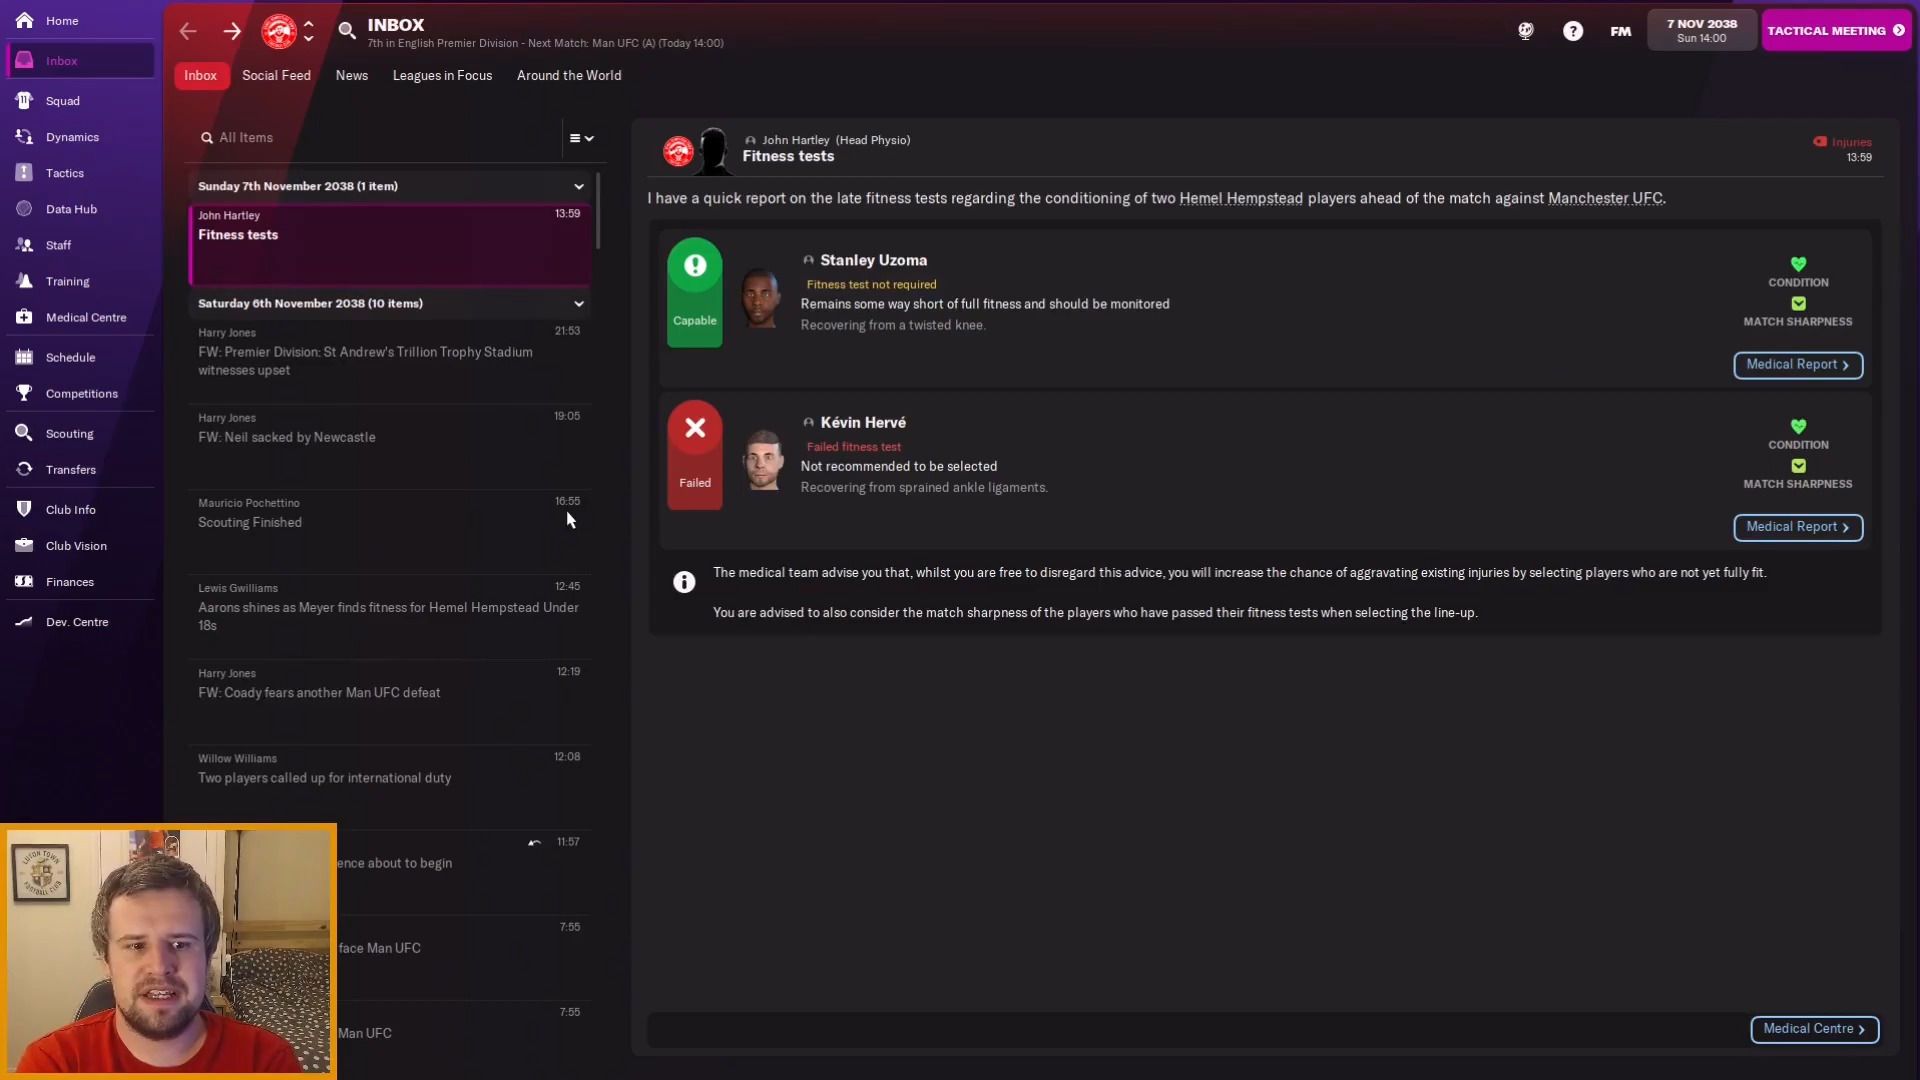 Home
Inbox
Squad
Dynamics
Tactics
Data Hub
Staff
Training
Medical Centre
Schedule
Competitions
Scouting
Transfers
Club Info
Club Vision
Finances
Dev. Centre
INBOX
7th in English Premier Division - Next Match: Man UFC (A) (Today 14:00)
FM
7 NOV 2038
Sun 14:00
TACTICAL MEETING
Inbox Social Feed News Leagues in Focus Around the World
All Items
Sunday 7th November 2038 (1 item)
John Hartley 13:59
Fitness tests
Saturday 6th November 2038 (10 items)
Harry Jones 21:53
FW: Premier Division: St Andrew's Trillion Trophy Stadium
witnesses upset
Harry Jones 19:05
FW: Neil sacked by Newcastle
Mauricio Pochettino 16:55
Scouting Finished
Lewis Gwilliams 12:45
Aarons shines as Meyer finds fitness for Hemel Hempstead Under
18s
Harry Jones 12:19
FW: Coady fears another Man UFC defeat
Willow Williams 12:08
Two players called up for international duty
11:57
ence about to begin
7:55
face Man UFC
7:55
Man UFC
John Hartley (Head Physio)
Fitness tests
Injuries
13:59
I have a quick report on the late fitness tests regarding the conditioning of two Hemel Hempstead players ahead of the match against Manchester UFC.
Capable
Stanley Uzoma
Fitness test not required
Remains some way short of full fitness and should be monitored
Recovering from a twisted knee.
CONDITION
MATCH SHARPNESS
Medical Report
Failed
Kévin Hervé
Failed fitness test
Not recommended to be selected
Recovering from sprained ankle ligaments.
CONDITION
MATCH SHARPNESS
Medical Report
The medical team advise you that, whilst you are free to disregard this advice, you will increase the chance of aggravating existing injuries by selecting players who are not yet fully fit.
You are advised to also consider the match sharpness of the players who have passed their fitness tests when selecting the line-up.
Medical Centre
LUTON TOWN
FOOTBALL CLUB